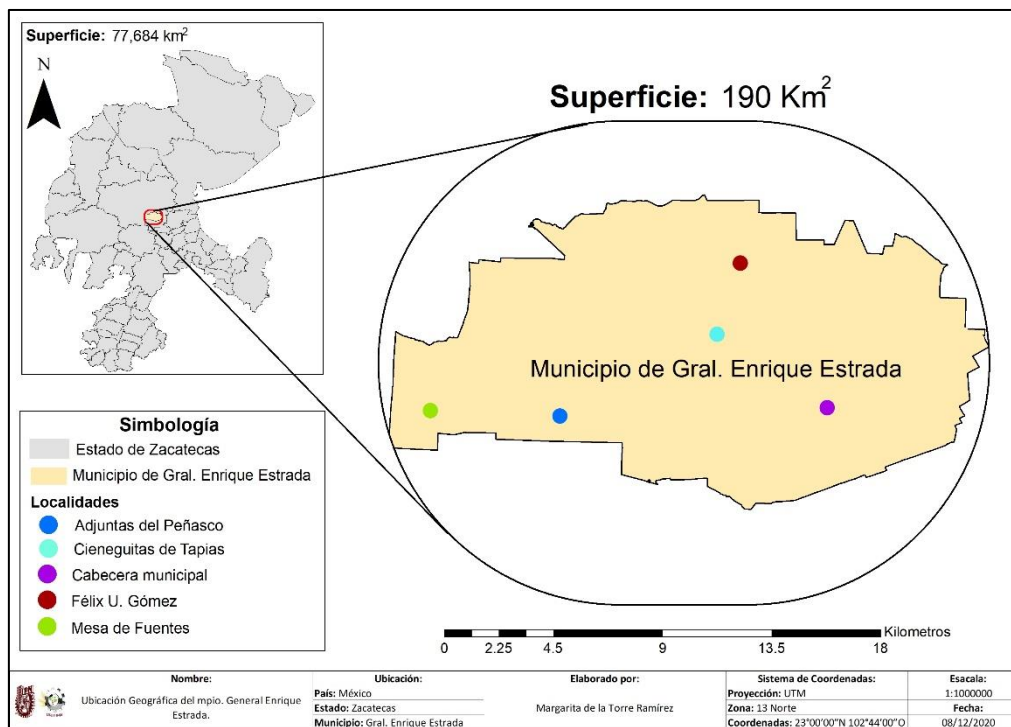 Superficie: 77,684 km2
N
Superficie: 190 Km2
Municipio de Gral. Enrique Estrada
Simbología
Estado de Zacatecas
Municipio de Gral. Enrique Estrada
Localidades
Adjuntas del Peñasco
Cieneguitas de Tapias
Cabecera municipal
Félix U. Gómez
Mesa de Fuentes
Kilometros
0 2.25 4.5 9 13.5 18
Nombre:
Ubicación Geográfica del mpio. General Enrique
Estrada.
Ubicación:
País: México
Estado: Zacatecas
Municipio: Gral. Enrique Estrada
Elaborado por:
Margarita de la Torre Ramírez
Sistema de Coordenadas:
Proyección: UTM
Zona: 13 Norte
Coordenadas: 23°00'00"N 102°44'00"O
Esacala:
1:1000000
Fecha:
08/12/2020